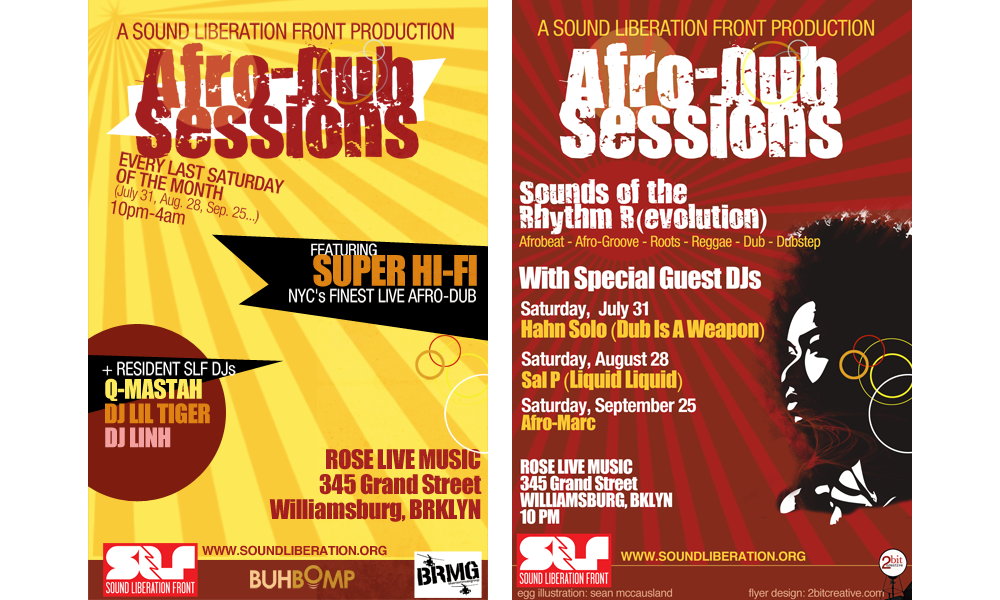 A SOUND LIBERATION FRONT PRODUCTION
Afro-Dub
Sessions
EVERY LAST SATURDAY
OF THE MONTH
(July 31, Aug. 28, Sep. 25...)
10pm-4am
FEATURING
SUPER HI-FI
NYC's FINEST LIVE AFRO-DUB
+ RESIDENT SLF DJs
Q-MASTAH
DJ LIL TIGER
DJ LINH
ROSE LIVE MUSIC
345 Grand Street
Williamsburg, BRKLYN
SLF
SOUND LIBERATION FRONT
WWW.SOUNDLIBERATION.ORG
BUHBOMP
BRMG
A SOUND LIBERATION FRONT PRODUCTION
Afro-Dub
Sessions
Sounds of the
Rhythm R(evolution)
Afrobeat - Afro-Groove - Roots - Reggae - Dub - Dubstep
With Special Guest DJs
Saturday, July 31
Hahn Solo (Dub Is A Weapon)
Saturday, August 28
Sal P (Liquid Liquid)
Saturday, September 25
Afro-Marc
ROSE LIVE MUSIC
345 Grand Street
WILLIAMSBURG, BKLYN
10 PM
SLF
SOUND LIBERATION FRONT
WWW.SOUNDLIBERATION.ORG
2bit
egg illustration: sean mccausland
flyer design: 2bitcreative.com